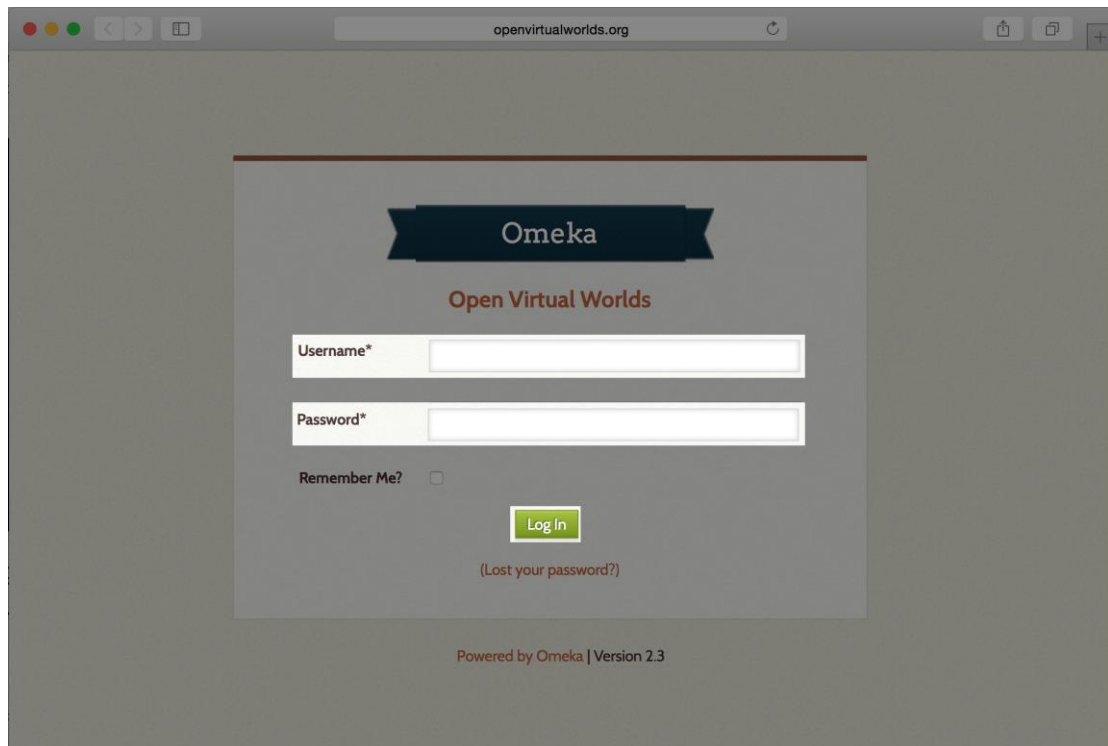 openvirtualworlds.org
Omeka
Open Virtual Worlds
Username*
Password*
Remember Me?
Log In
(Lost your password?)
Powered by Omeka | Version 2.3